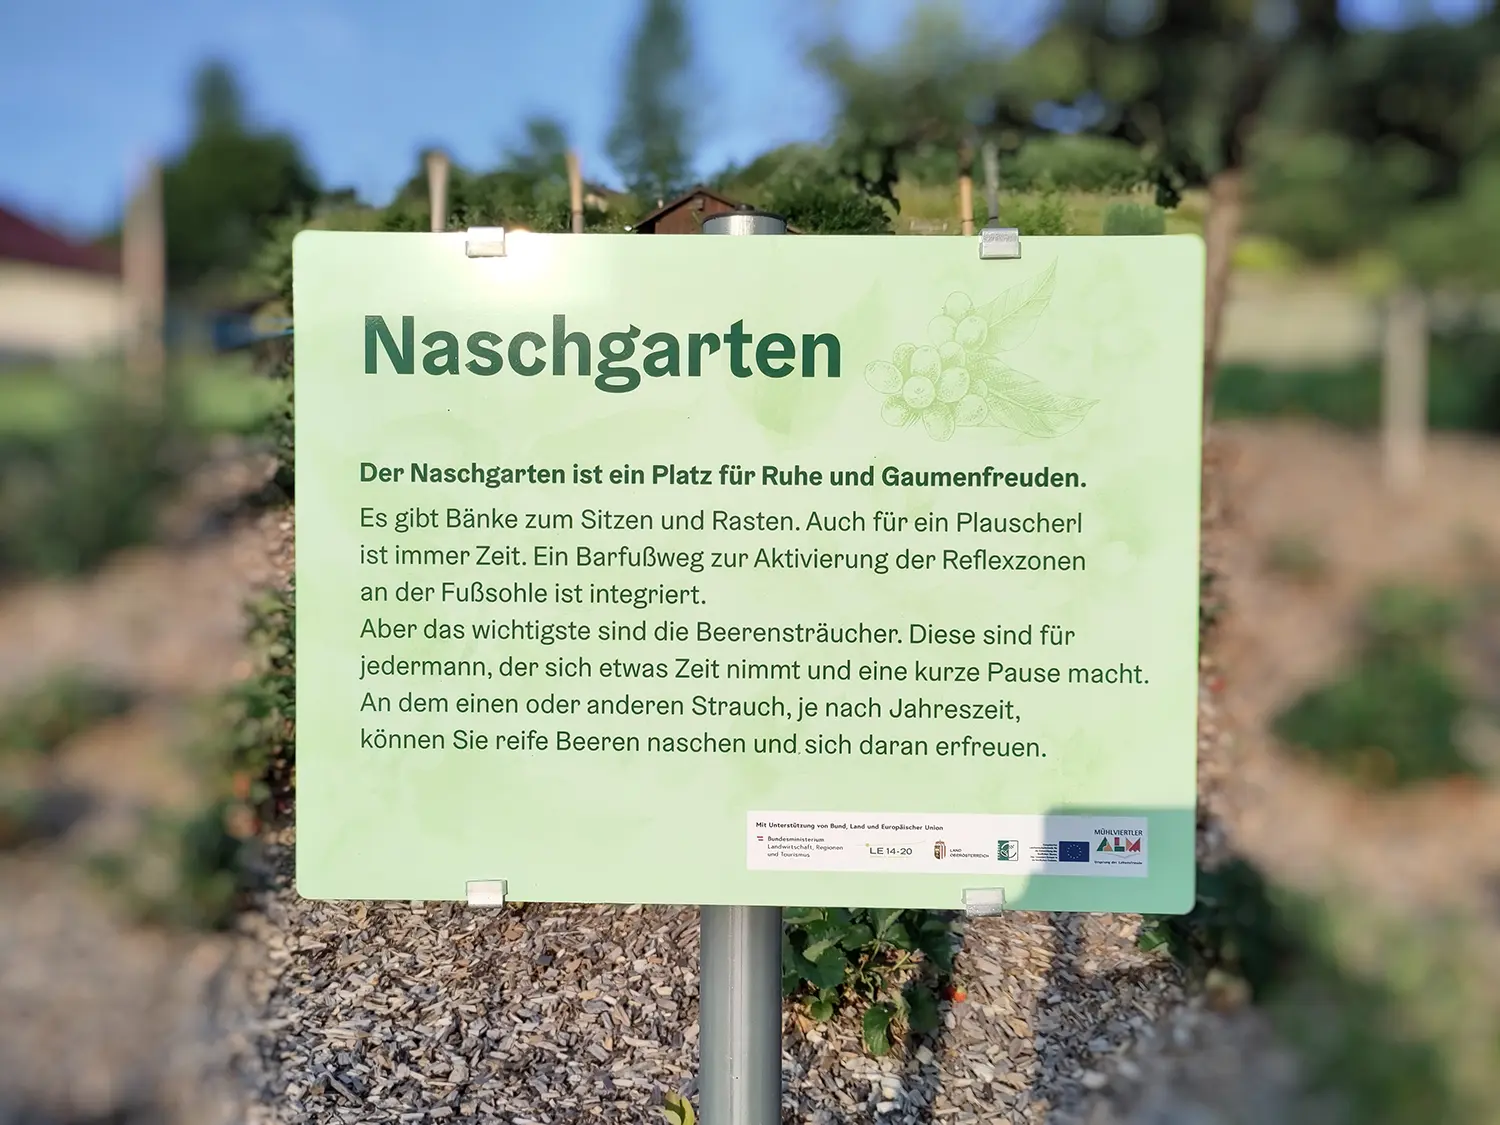 Naschgarten
Der Naschgarten ist ein Platz für Ruhe und Gaumenfreuden.
Es gibt Bänke zum Sitzen und Rasten. Auch für ein Plauscherl
ist immer Zeit. Ein Barfußweg zur Aktivierung der Reflexzonen
an der Fußsohle ist integriert.
Aber das wichtigste sind die Beerensträucher. Diese sind für
jedermann, der sich etwas Zeit nimmt und eine kurze Pause macht.
An dem einen oder anderen Strauch, je nach Jahreszeit,
können Sie reife Beeren naschen und sich daran erfreuen.
Mit Unterstützung von Bund, Land und Europäischer Union
Bundesministerium
Landwirtschaft, Regionen
und Tourismus
LE 14-20
LAND
OBERÖSTERREICH
MÜHLVIERTLER
ALM